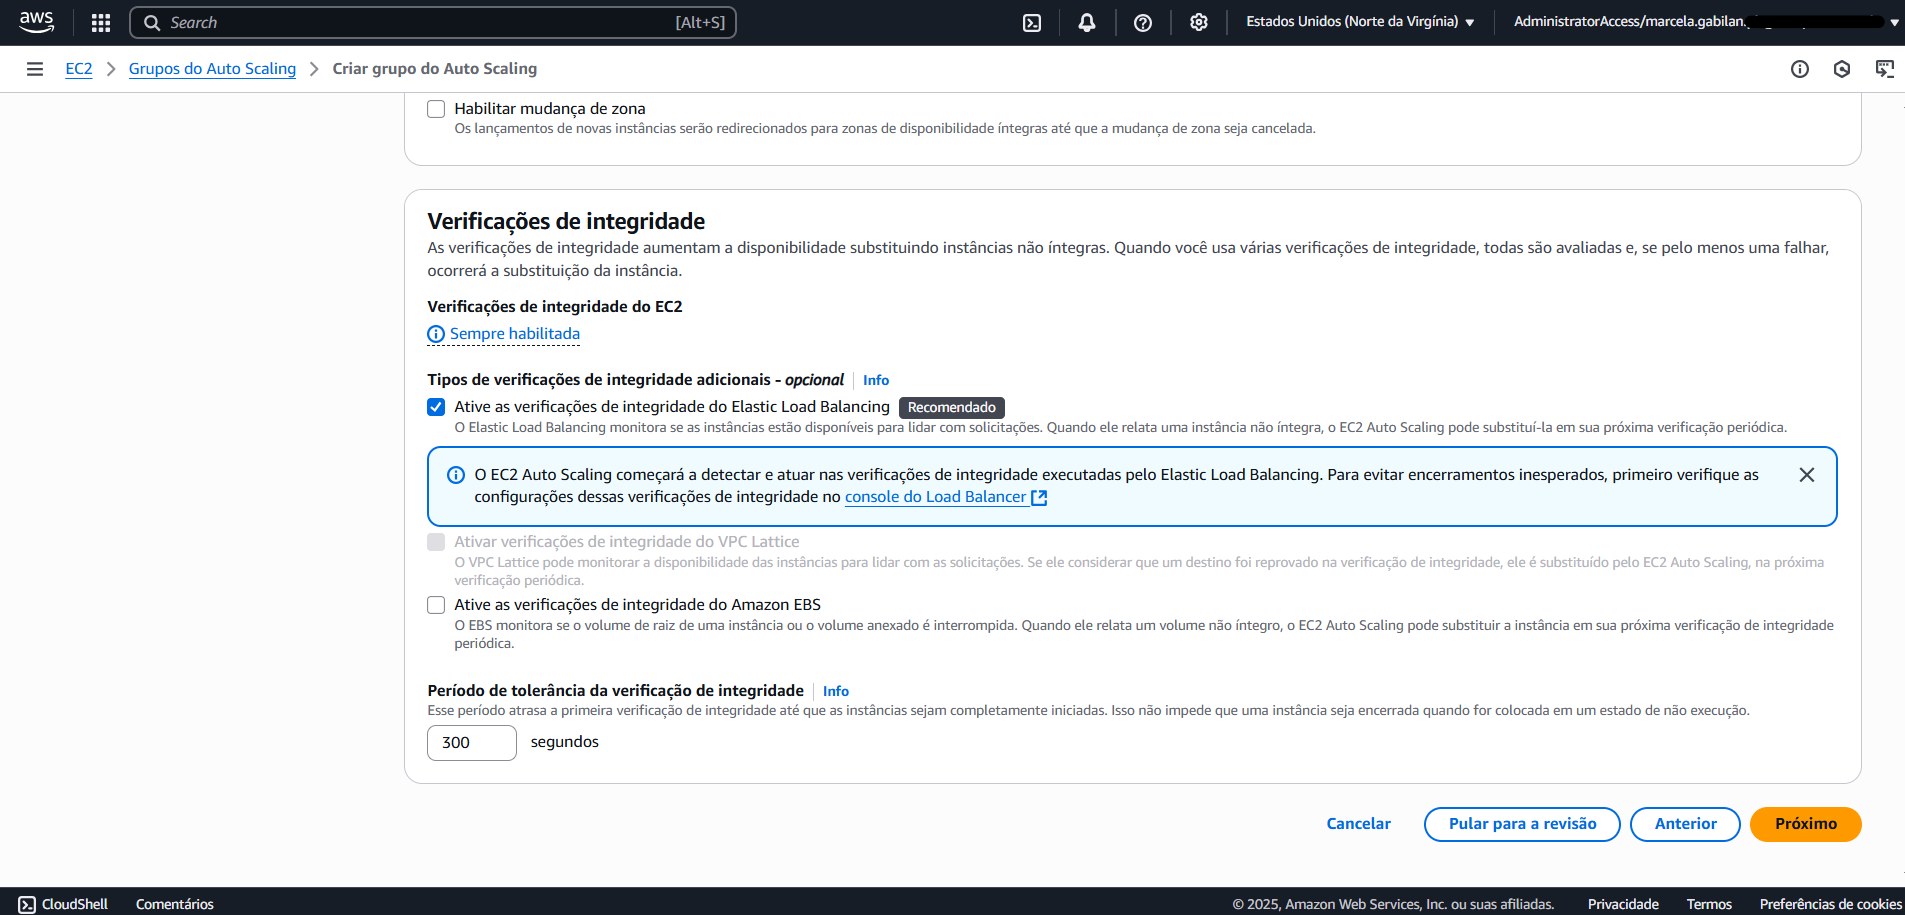 aws
Search
[Alt+S]
Estados Unidos (Norte da Virgínia)
AdministratorAccess/marcela.gabilan.
EC2
Grupos do Auto Scaling
Criar grupo do Auto Scaling
Habilitar mudança de zona
Os lançamentos de novas instâncias serão redirecionados para zonas de disponibilidade íntegras até que a mudança de zona seja cancelada.
Verificações de integridade
As verificações de integridade aumentam a disponibilidade substituindo instâncias não íntegras. Quando você usa várias verificações de integridade, todas são avaliadas e, se pelo menos uma falhar,
ocorrerá a substituição da instância.
Verificações de integridade do EC2
Sempre habilitada
Tipos de verificações de integridade adicionais - opcional Info
Ative as verificações de integridade do Elastic Load Balancing Recomendado
O Elastic Load Balancing monitora se as instâncias estão disponíveis para lidar com solicitações. Quando ele relata uma instância não íntegra, o EC2 Auto Scaling pode substituí-la em sua próxima verificação periódica.
O EC2 Auto Scaling começará a detectar e atuar nas verificações de integridade executadas pelo Elastic Load Balancing. Para evitar encerramentos inesperados, primeiro verifique as
configurações dessas verificações de integridade no console do Load Balancer
Ativar verificações de integridade do VPC Lattice
O VPC Lattice pode monitorar a disponibilidade das instâncias para lidar com as solicitações. Se ele considerar que um destino foi reprovado na verificação de integridade, ele é substituído pelo EC2 Auto Scaling, na próxima
verificação periódica.
Ative as verificações de integridade do Amazon EBS
O EBS monitora se o volume de raiz de uma instância ou o volume anexado é interrompida. Quando ele relata um volume não íntegro, o EC2 Auto Scaling pode substituir a instância em sua próxima verificação de integridade
periódica.
Período de tolerância da verificação de integridade Info
Esse período atrasa a primeira verificação de integridade até que as instâncias sejam completamente iniciadas. Isso não impede que uma instância seja encerrada quando for colocada em um estado de não execução.
300 segundos
Cancelar
Pular para a revisão
Anterior
Próximo
CloudShell
Comentários
© 2025, Amazon Web Services, Inc. ou suas afiliadas.
Privacidade
Termos
Preferências de cookies